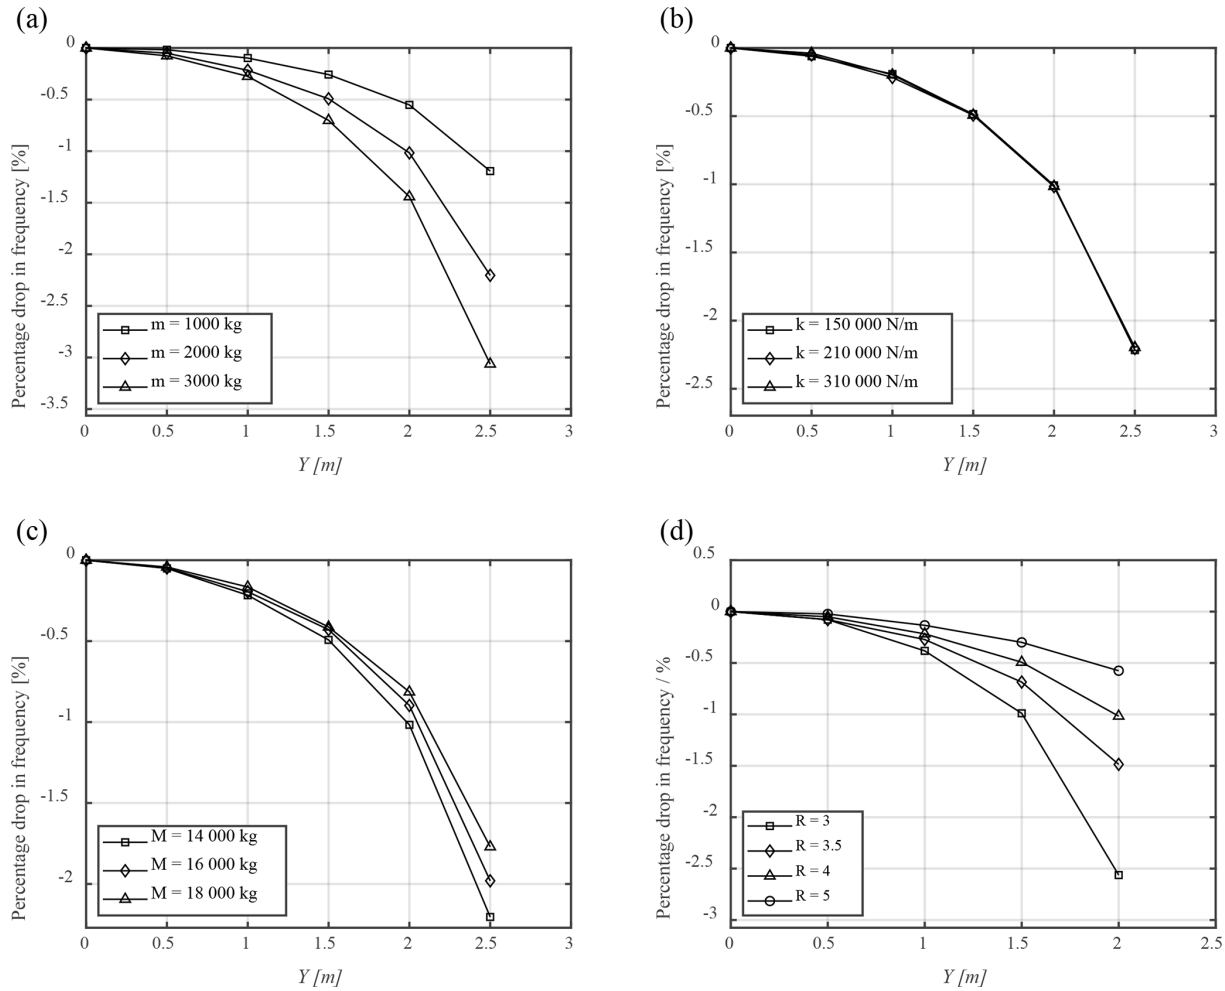 (a)
0
-0.5
-1
-1.5
-2
-2.5
-3
-3.5
Percentage drop in frequency [%]
m = 1000 kg
m = 2000 kg
m = 3000 kg
0 0.5 1 1.5 2 2.5 3
Y [m]
(b)
0
-0.5
-1
-1.5
-2
-2.5
Percentage drop in frequency [%]
k = 150 000 N/m
k = 210 000 N/m
k = 310 000 N/m
0 0.5 1 1.5 2 2.5 3
Y [m]
(c)
0
-0.5
-1
-1.5
-2
Percentage drop in frequency [%]
M = 14 000 kg
M = 16 000 kg
M = 18 000 kg
0 0.5 1 1.5 2 2.5 3
Y [m]
(d)
0.5
0
-0.5
-1
-1.5
-2
-2.5
-3
Percentage drop in frequency / %
R = 3
R = 3.5
R = 4
R = 5
0 0.5 1 1.5 2 2.5
Y [m]